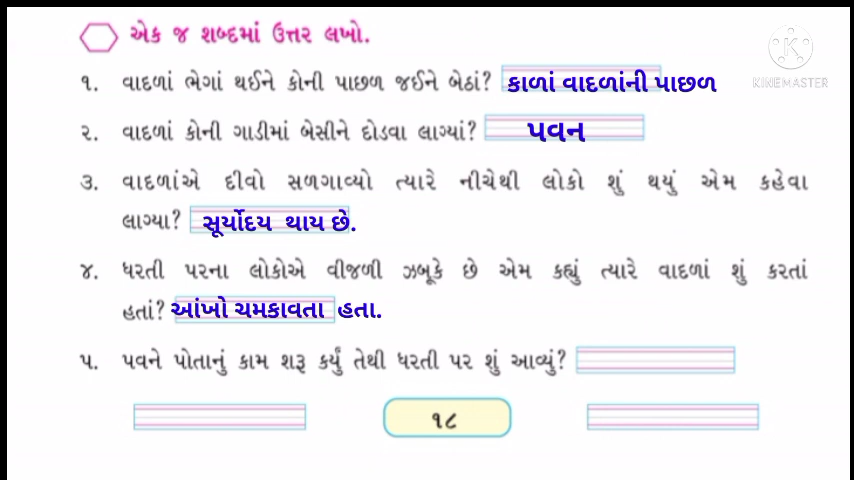 એક જ શબ્દમાં ઉત્તર લખો.
KINEMASTER
૧. વાદળાં ભેગાં થઈને કોની પાછળ જઈને બેઠાં? કાળાં વાદળાંની પાછળ
૨. વાદળાં કોની ગાડીમાં બેસીને દોડવા લાગ્યાં? પવન
૩. વાદળાંએ દીવો સળગાવ્યો ત્યારે નીચેથી લોકો શું થયું એમ કહેવા
લાગ્યા? સૂર્યોદય થાય છે.
૪. ધરતી પરના લોકોએ વીજળી ઝબૂકે છે એમ કહ્યું ત્યારે વાદળાં શું કરતાં
હતાં? આંખો ચમકાવતા હતા.
૫. પવને પોતાનું કામ શરૂ કર્યું તેથી ધરતી પર શું આવ્યું?
૧૮